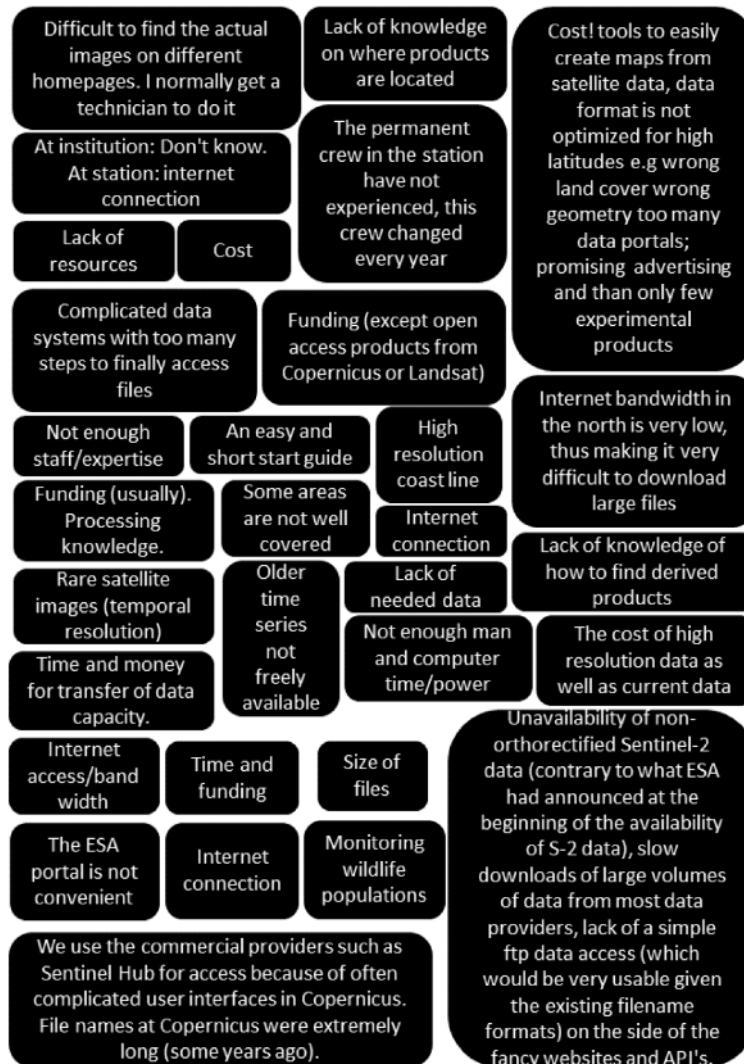 Difficult to find the actual
images on different
homepages. I normally get a
technician to do it
Lack of knowledge
on where products
are located
Cost! tools to easily
create maps from
satellite data, data
format is not
optimized for high
latitudes e.g wrong
land cover wrong
geometry too many
data portals;
promising advertising
and than only few
experimental
products
At institution: Don't know.
At station: internet
connection
The permanent
crew in the station
have not
experienced, this
crew changed
every year
Lack of
resources
Cost
Complicated data
systems with too many
steps to finally access
files
Funding (except open
access products from
Copernicus or Landsat)
Internet bandwidth in
the north is very low,
thus making it very
difficult to download
large files
Not enough
staff/expertise
An easy and
short start guide
High
resolution
coast line
Funding (usually).
Processing
knowledge.
Some areas
are not well
covered
Internet
connection
Lack of knowledge of
how to find derived
products
Rare satellite
images (temporal
resolution)
Older
time
series
not
freely
available
Lack of
needed data
Not enough man
and computer
time/power
The cost of high
resolution data as
well as current data
Time and money
for transfer of data
capacity.
Internet
access/band
width
Time and
funding
Size of
files
Unavailability of non-
orthorectified Sentinel-2
data (contrary to what ESA
had announced at the
beginning of the availability
of S-2 data), slow
downloads of large volumes
of data from most data
providers, lack of a simple
ftp data access (which
would be very usable given
the existing filename
formats) on the side of the
fancy websites and API's.
The ESA
portal is not
convenient
Internet
connection
Monitoring
wildlife
populations
We use the commercial providers such as
Sentinel Hub for access because of often
complicated user interfaces in Copernicus.
File names at Copernicus were extremely
long (some years ago).